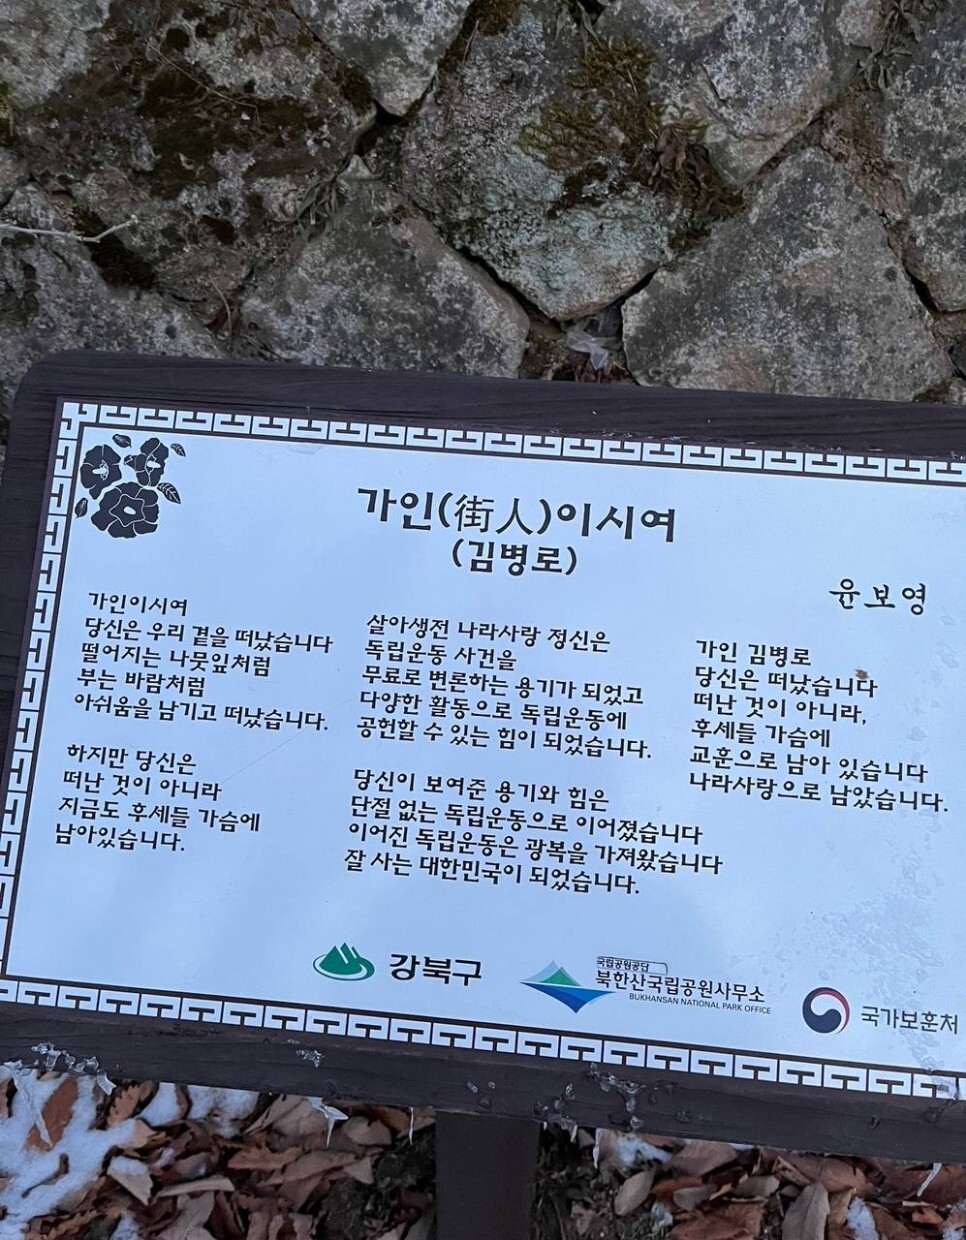 가인(街人)이시여
(김병로)
윤보영
가인이시여
당신은 우리 곁을 떠났습니다
떨어지는 나뭇잎처럼
부는 바람처럼
아쉬움을 남기고 떠났습니다.
하지만 당신은
떠난 것이 아니라
지금도 후세들 가슴에
남아있습니다.
살아생전 나라사랑 정신은
독립운동 사건을
무료로 변론하는 용기가 되었고
다양한 활동으로 독립운동에
공헌할 수 있는 힘이 되었습니다.
당신이 보여준 용기와 힘은
단절 없는 독립운동으로 이어졌습니다
이어진 독립운동은 광복을 가져왔습니다
잘 사는 대한민국이 되었습니다.
가인 김병로
당신은 떠났습니다
떠난 것이 아니라,
후세들 가슴에
교훈으로 남아 있습니다
나라사랑으로 남았습니다.
강북구
국립공원공단
북한산국립공원사무소
BUKHANSAN NATIONAL PARK OFFICE
국가보훈처